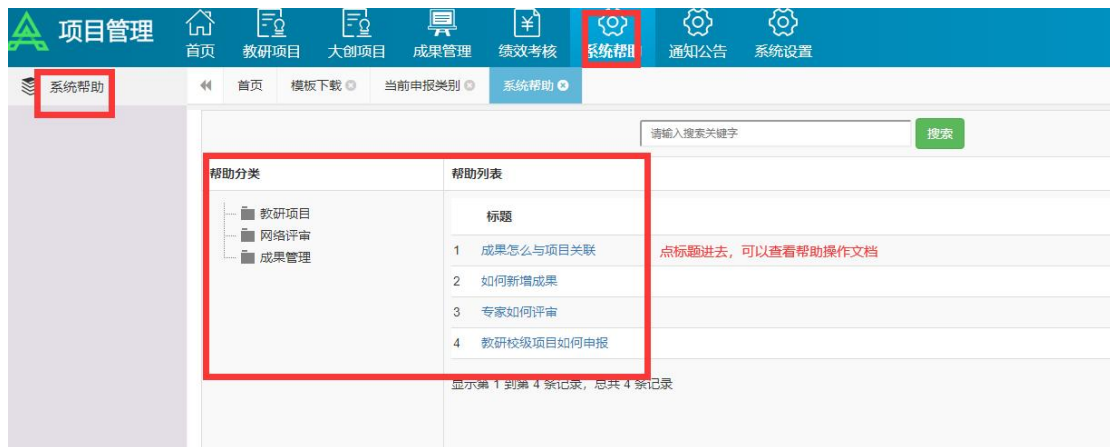 项目管理
首页 教研项目 大创项目 成果管理 绩效考核 系统帮助 通知公告 系统设置
系统帮助
首页 模板下载 当前申报类别 系统帮助
请输入搜索关键字 搜索
帮助分类 帮助列表
教研项目
网络评审
成果管理
标题
1 成果怎么与项目关联 点标题进去，可以查看帮助操作文档
2 如何新增成果
3 专家如何评审
4 教研校级项目如何申报
显示第 1 到第 4 条记录，总共 4 条记录